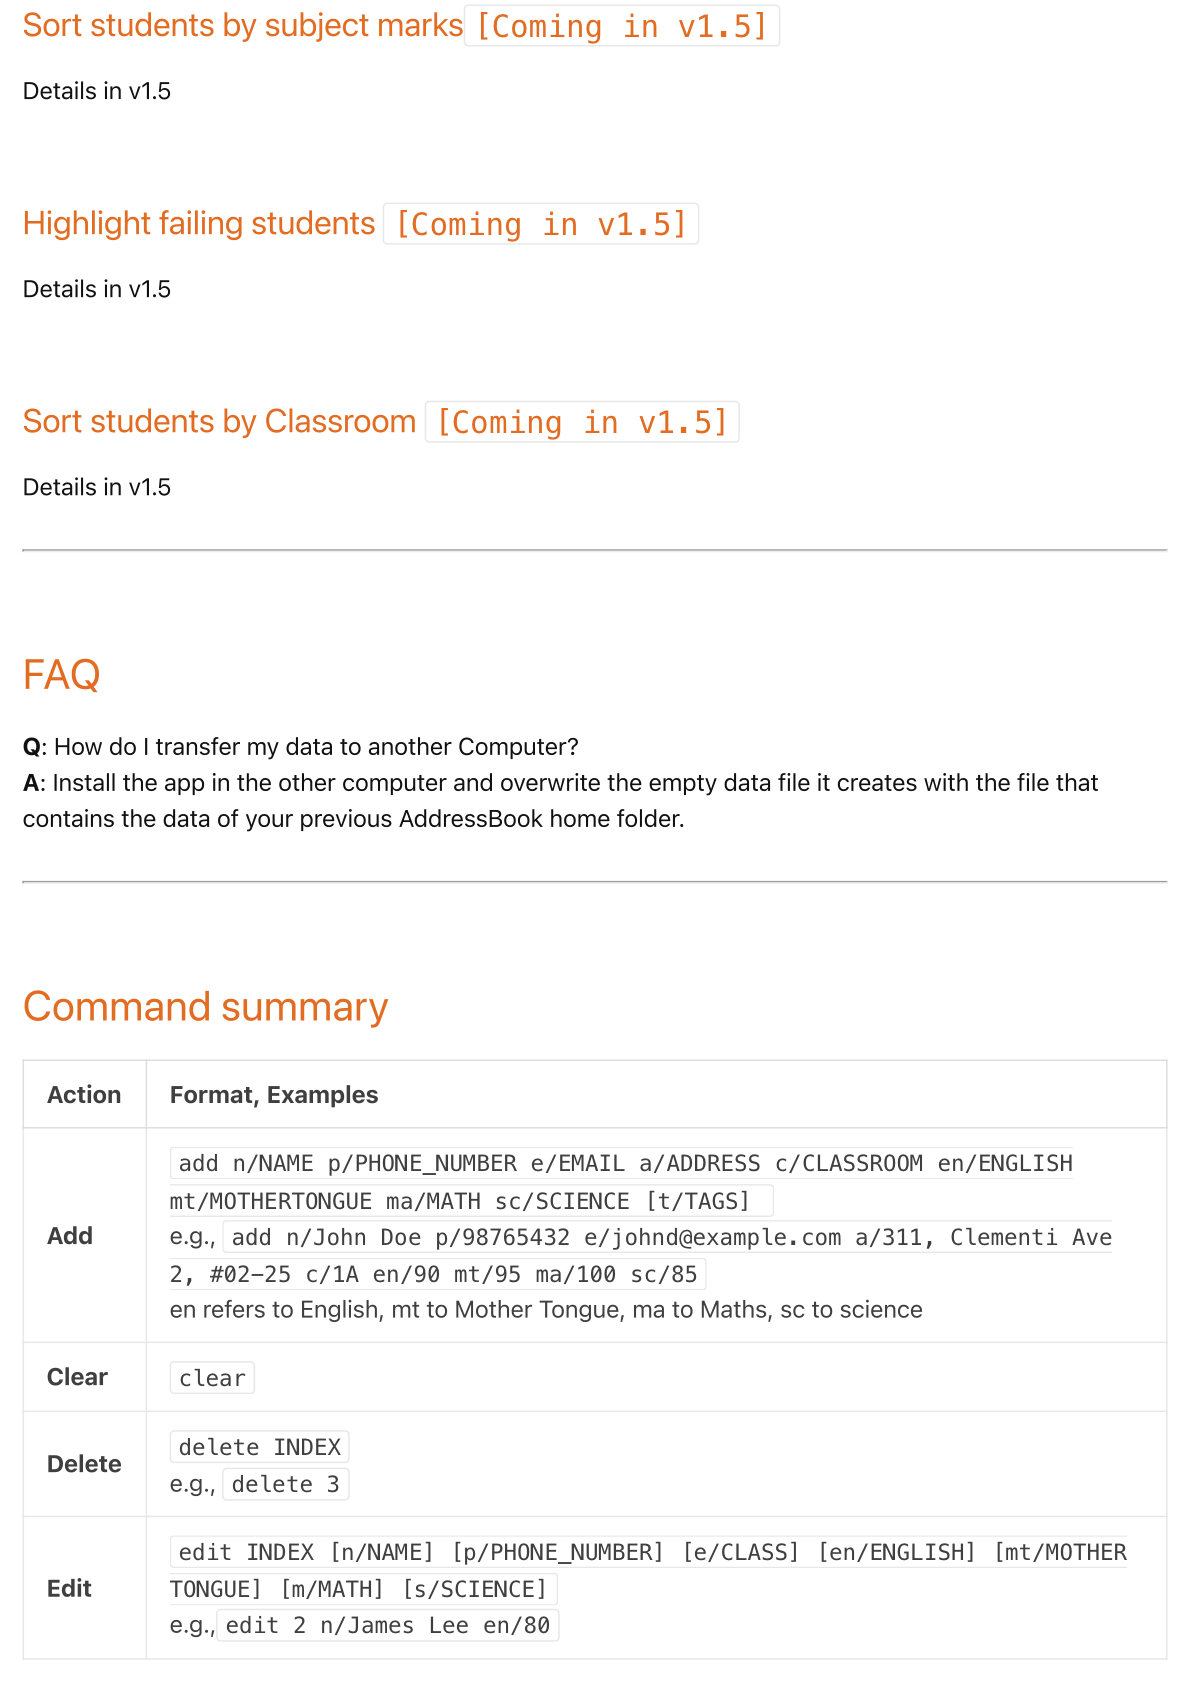 Sort students by subject marks [Coming in v1.5]
Details in v1.5
Highlight failing students [Coming in v1.5]
Details in v1.5
Sort students by Classroom [Coming in v1.5]
Details in v1.5
FAQ
Q: How do I transfer my data to another Computer?
A: Install the app in the other computer and overwrite the empty data file it creates with the file that
contains the data of your previous AddressBook home folder.
Command summary
Action Format, Examples
Add
add n/NAME p/PHONE_NUMBER e/EMAIL a/ADDRESS c/CLASSROOM en/ENGLISH
mt/MOTHERTONGUE ma/MATH sc/SCIENCE [t/TAGS]
e.g., add n/John Doe p/98765432 e/johnd@example.com a/311, Clementi Ave
2, #02-25 c/1A en/90 mt/95 ma/100 sc/85
en refers to English, mt to Mother Tongue, ma to Maths, sc to science
Clear clear
Delete
delete INDEX
e.g., delete 3
Edit
edit INDEX [n/NAME] [p/PHONE_NUMBER] [e/CLASS] [en/ENGLISH] [mt/MOTHER
TONGUE] [m/MATH] [s/SCIENCE]
e.g., edit 2 n/James Lee en/80